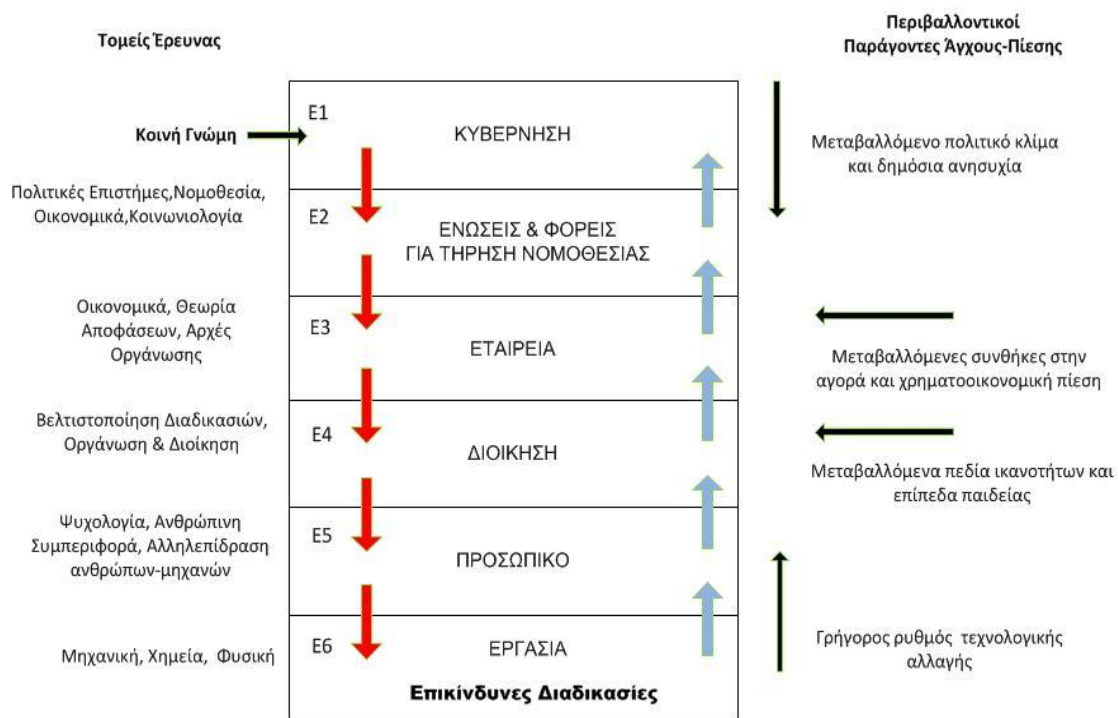 Τομείς Έρευνας
Περιβαλλοντικοί
Παράγοντες Άγχους-Πίεσης
Κοινή Γνώμη
E1
ΚΥΒΕΡΝΗΣΗ
Μεταβαλλόμενο πολιτικό κλίμα
και δημόσια ανησυχία
Πολιτικές Επιστήμες,Νομοθεσία,
Οικονομικά,Κοινωνιολογία
E2
ΕΝΩΣΕΙΣ & ΦΟΡΕΙΣ
ΓΙΑ ΤΗΡΗΣΗ ΝΟΜΟΘΕΣΙΑΣ
Οικονομικά, Θεωρία
Αποφάσεων, Αρχές
Οργάνωσης
E3
ΕΤΑΙΡΕΙΑ
Μεταβαλλόμενες συνθήκες στην
αγορά και χρηματοοικονομική πίεση
Βελτιστοποίηση Διαδικασιών,
Οργάνωση & Διοίκηση
E4
ΔΙΟΙΚΗΣΗ
Μεταβαλλόμενα πεδία ικανοτήτων και
επίπεδα παιδείας
Ψυχολογία, Ανθρώπινη
Συμπεριφορά, Αλληλεπίδραση
ανθρώπων-μηχανών
E5
ΠΡΟΣΩΠΙΚΟ
Μηχανική, Χημεία, Φυσική
E6
ΕΡΓΑΣΙΑ
Επικίνδυνες Διαδικασίες
Γρήγορος ρυθμός τεχνολογικής
αλλαγής